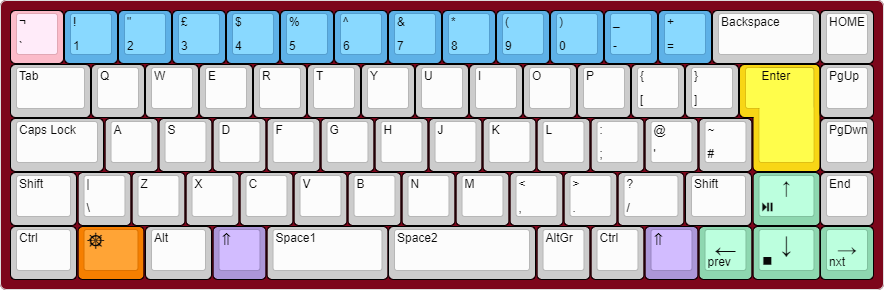 ¬ ! " £ $ % ^ & * ( ) _ + Backspace HOME
` 1 2 3 4 5 6 7 8 9 0 - =
Tab Q W E R T Y U I O P { } Enter PgUp
[ ]
Caps Lock A S D F G H J K L : @ ~ PgDwn
; ' #
Shift | Z X C V B N M < > ? Shift ↑ End
\ , . / ⏯
Ctrl ⎈ Alt ⇑ Space1 Space2 AltGr Ctrl ⇑ ← ↓ →
prev ■ nxt